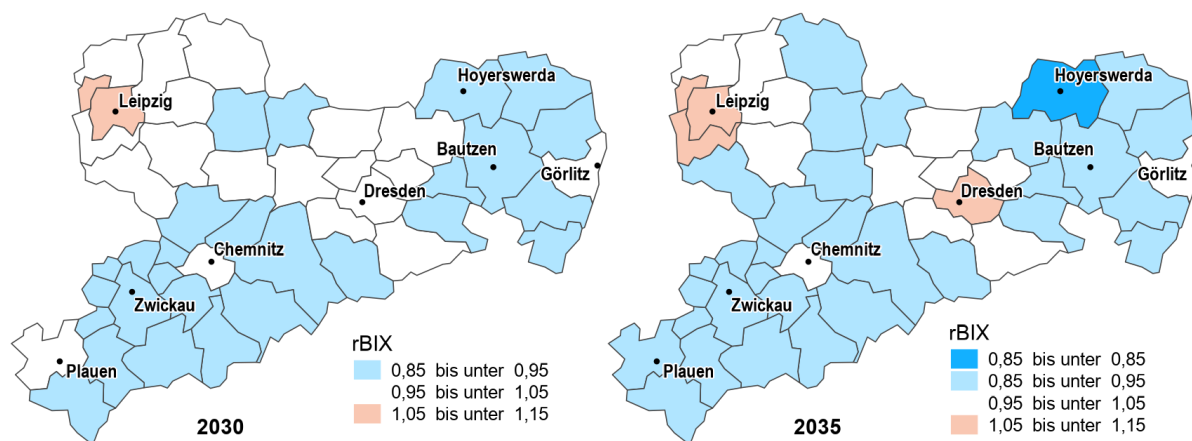 Hoyerswerda
Leipzig
Bautzen
Görlitz
Dresden
Chemnitz
Zwickau
Plauen
rBIX
0,85 bis unter 0,95
0,95 bis unter 1,05
1,05 bis unter 1,15
2030
Hoyerswerda
Leipzig
Bautzen
Görlitz
Dresden
Chemnitz
Zwickau
Plauen
rBIX
0,85 bis unter 0,85
0,85 bis unter 0,95
0,95 bis unter 1,05
1,05 bis unter 1,15
2035